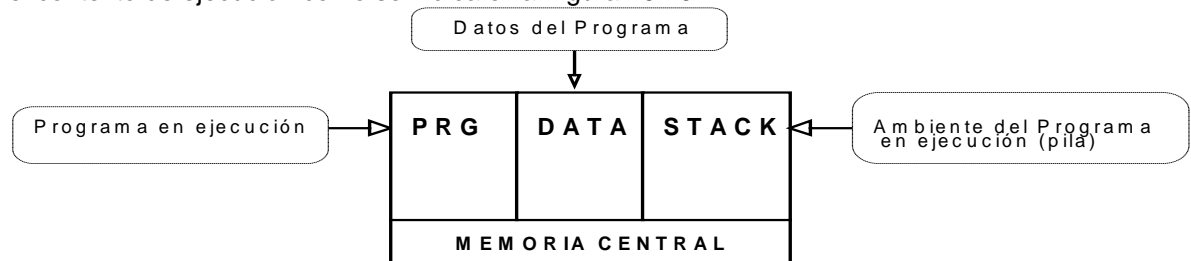 Datos del Programa
Programa en ejecución
PRG DATA STACK
Ambiente del Programa
en ejecución (pila)
MEMORIA CENTRAL